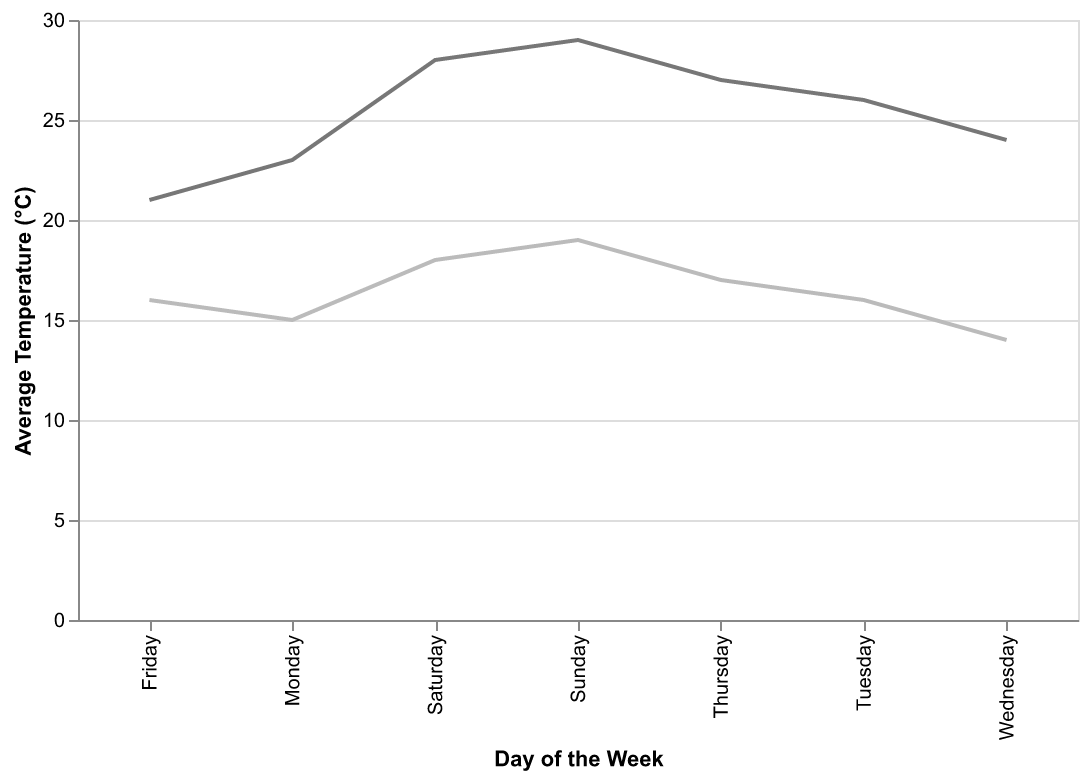 30
25
20
15
10
5
0
Average Temperature (°C)
Friday
Monday
Saturday
Sunday
Thursday
Tuesday
Wednesday
Day of the Week